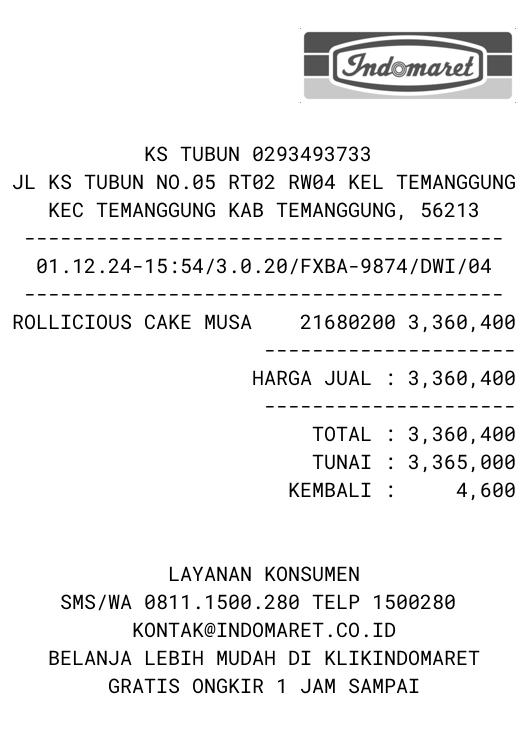 Indomaret
KS TUBUN 0293493733
JL KS TUBUN NO.05 RT02 RW04 KEL TEMANGGUNG
KEC TEMANGGUNG KAB TEMANGGUNG, 56213
----------------------------------------
01.12.24-15:54/3.0.20/FXBA-9874/DWI/04
----------------------------------------
ROLLICIOUS CAKE MUSA 21680200 3,360,400
---------------------
HARGA JUAL : 3,360,400
---------------------
TOTAL : 3,360,400
TUNAI : 3,365,000
KEMBALI : 4,600
LAYANAN KONSUMEN
SMS/WA 0811.1500.280 TELP 1500280
KONTAK@INDOMARET.CO.ID
BELANJA LEBIH MUDAH DI KLIKINDOMARET
GRATIS ONGKIR 1 JAM SAMPAI